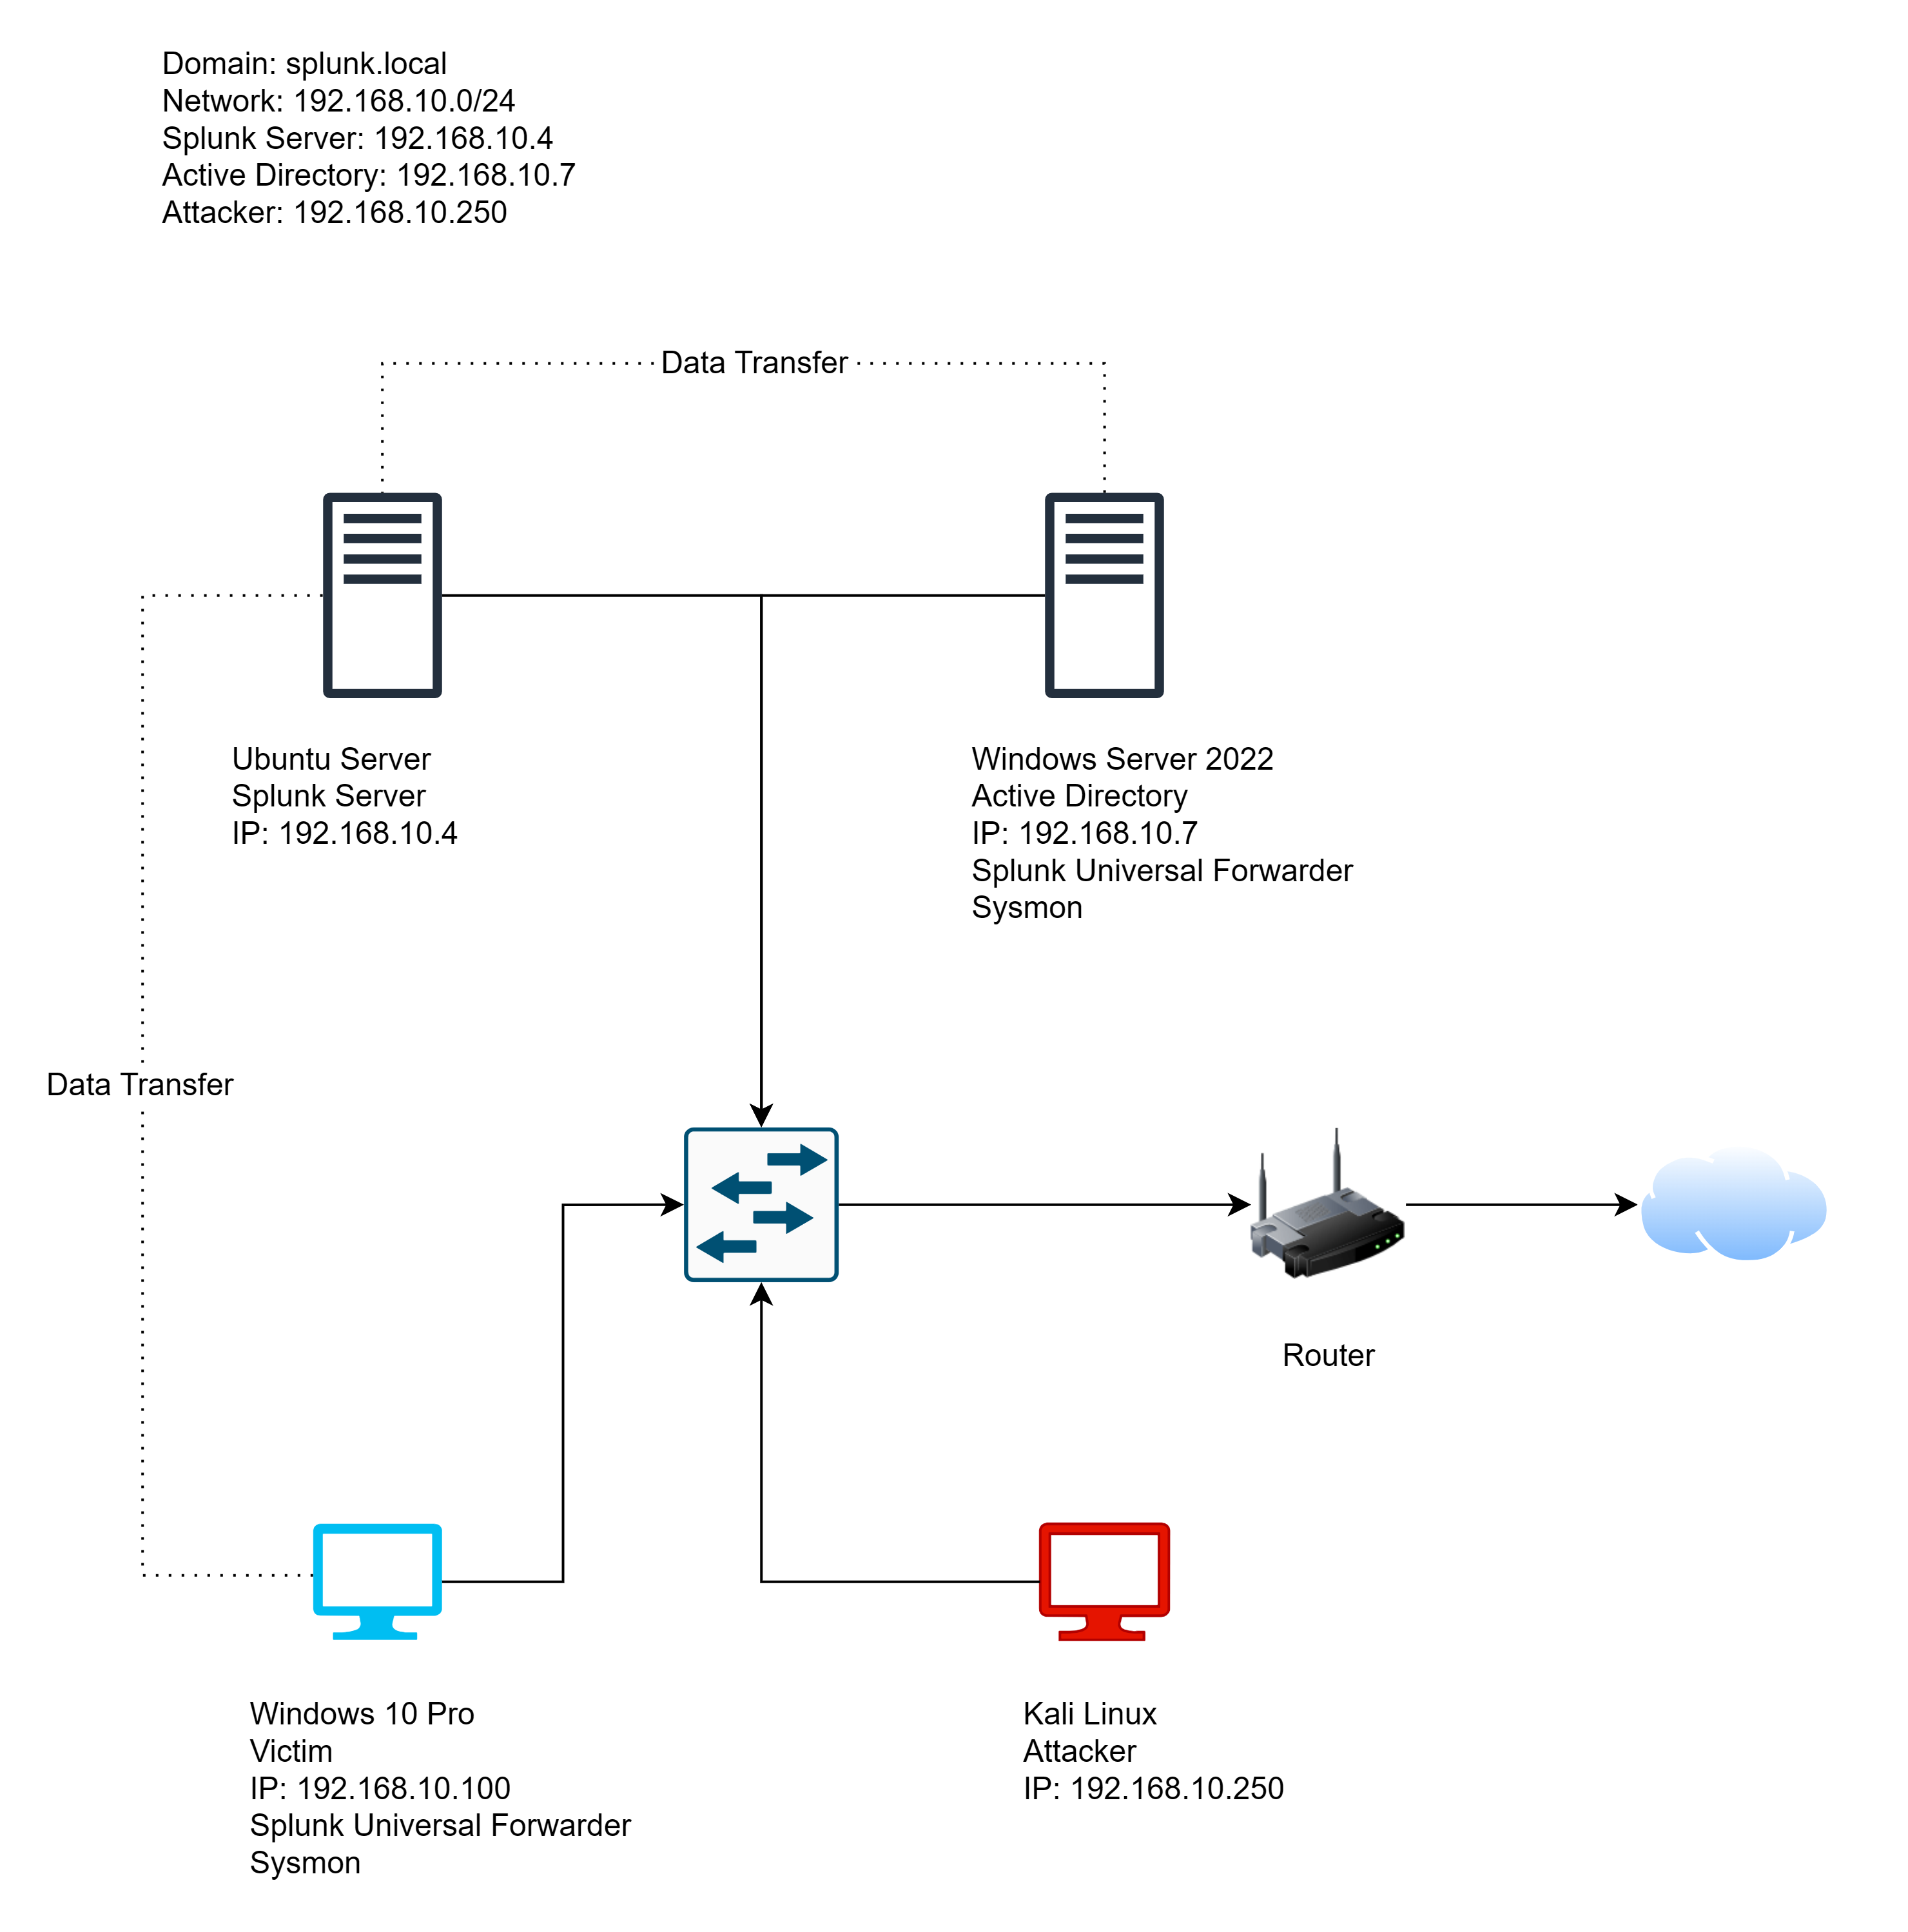 Domain: splunk.local
Network: 192.168.10.0/24
Splunk Server: 192.168.10.4
Active Directory: 192.168.10.7
Attacker: 192.168.10.250
Data Transfer
Ubuntu Server
Splunk Server
IP: 192.168.10.4
Windows Server 2022
Active Directory
IP: 192.168.10.7
Splunk Universal Forwarder
Sysmon
Data Transfer
Router
Windows 10 Pro
Victim
IP: 192.168.10.100
Splunk Universal Forwarder
Sysmon
Kali Linux
Attacker
IP: 192.168.10.250